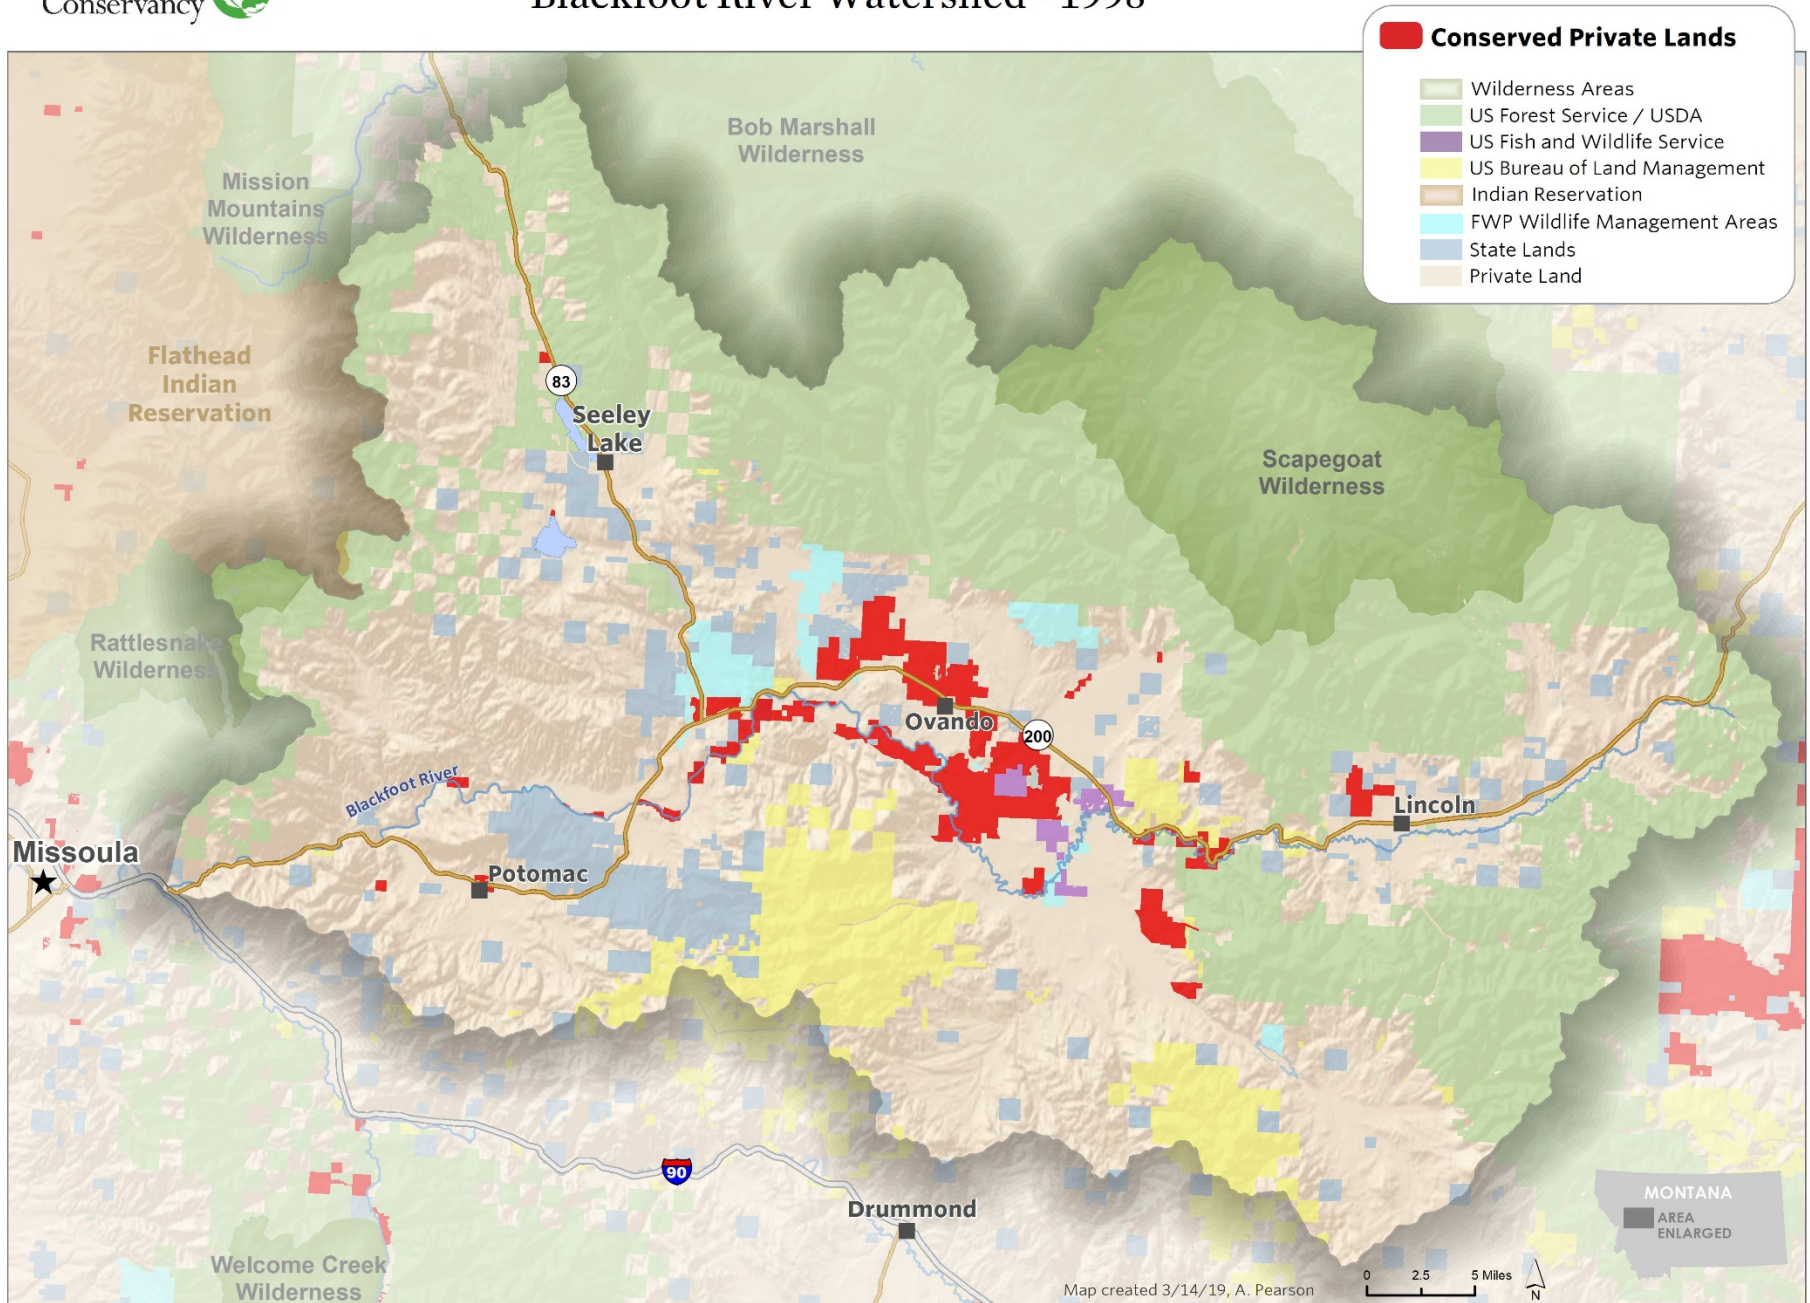 Conservancy
Blackfoot River Watershed - 1998
Conserved Private Lands
Wilderness Areas
US Forest Service / USDA
US Fish and Wildlife Service
US Bureau of Land Management
Indian Reservation
FWP Wildlife Management Areas
State Lands
Private Land
Bob Marshall
Wilderness
Mission
Mountains
Wilderness
Flathead
Indian
Reservation
83
Seeley
Lake
Scapegoat
Wilderness
Rattlesnake
Wilderness
Ovando
200
Blackfoot River
Lincoln
Missoula
Potomac
90
Drummond
MONTANA
AREA
ENLARGED
Welcome Creek
Wilderness
Map created 3/14/19, A. Pearson
0 2.5 5 Miles
N